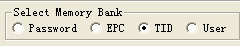 Select Memory Bank
Password EPC TID User